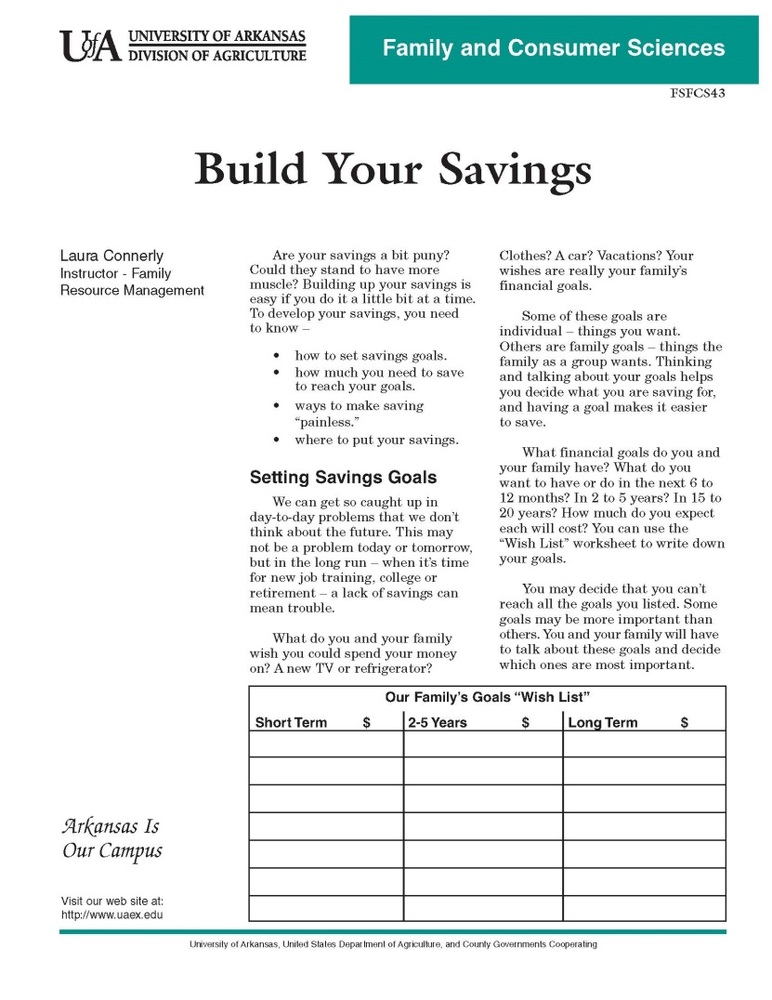 UofA UNIVERSITY OF ARKANSAS
DIVISION OF AGRICULTURE
Family and Consumer Sciences
FSFCS43
Build Your Savings
Laura Connerly
Instructor - Family
Resource Management
Are your savings a bit puny?
Could they stand to have more
muscle? Building up your savings is
easy if you do it a little bit at a time.
To develop your savings, you need
to know –
• how to set savings goals.
• how much you need to save
to reach your goals.
• ways to make saving
“painless.”
• where to put your savings.
Setting Savings Goals
We can get so caught up in
day-to-day problems that we don’t
think about the future. This may
not be a problem today or tomorrow,
but in the long run – when it’s time
for new job training, college or
retirement – a lack of savings can
mean trouble.
What do you and your family
wish you could spend your money
on? A new TV or refrigerator?
Clothes? A car? Vacations? Your
wishes are really your family’s
financial goals.
Some of these goals are
individual – things you want.
Others are family goals – things the
family as a group wants. Thinking
and talking about your goals helps
you decide what you are saving for,
and having a goal makes it easier
to save.
What financial goals do you and
your family have? What do you
want to have or do in the next 6 to
12 months? In 2 to 5 years? In 15 to
20 years? How much do you expect
each will cost? You can use the
“Wish List” worksheet to write down
your goals.
You may decide that you can’t
reach all the goals you listed. Some
goals may be more important than
others. You and your family will have
to talk about these goals and decide
which ones are most important.
Our Family’s Goals “Wish List”
Short Term $ 2-5 Years $ Long Term $
Arkansas Is
Our Campus
Visit our web site at:
http://www.uaex.edu
University of Arkansas, United States Department of Agriculture, and County Governments Cooperating